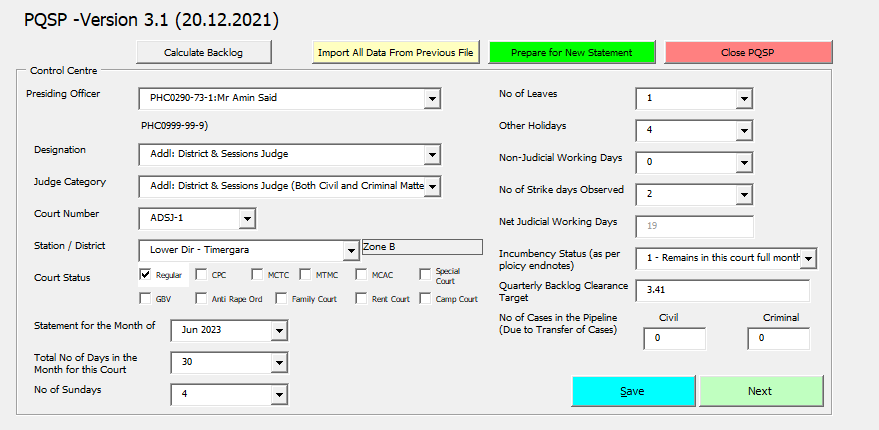 PQSP -Version 3.1 (20.12.2021)
Calculate Backlog
Import All Data From Previous File
Prepare for New Statement
Close PQSP
Control Centre
Presiding Officer
PHC0290-73-1:Mr Amin Said
PHC0999-99-9)
Designation
Addl: District & Sessions Judge
Judge Category
Addl: District & Sessions Judge (Both Civil and Criminal Matte
Court Number
ADSJ-1
Station / District
Lower Dir - Timergara
Zone B
Court Status
Regular
CPC
MCTC
MTMC
MCAC
Special
Court
GBV
Anti Rape Ord
Family Court
Rent Court
Camp Court
Statement for the Month of
Jun 2023
Total No of Days in the
Month for this Court
30
No of Sundays
4
No of Leaves
1
Other Holidays
4
Non-Judicial Working Days
0
No of Strike days Observed
2
Net Judicial Working Days
19
Incumbency Status (as per
ploicy endnotes)
1 - Remains in this court full month
Quarterly Backlog Clearance
Target
3.41
No of Cases in the Pipeline
(Due to Transfer of Cases)
Civil
Criminal
0
0
Save
Next